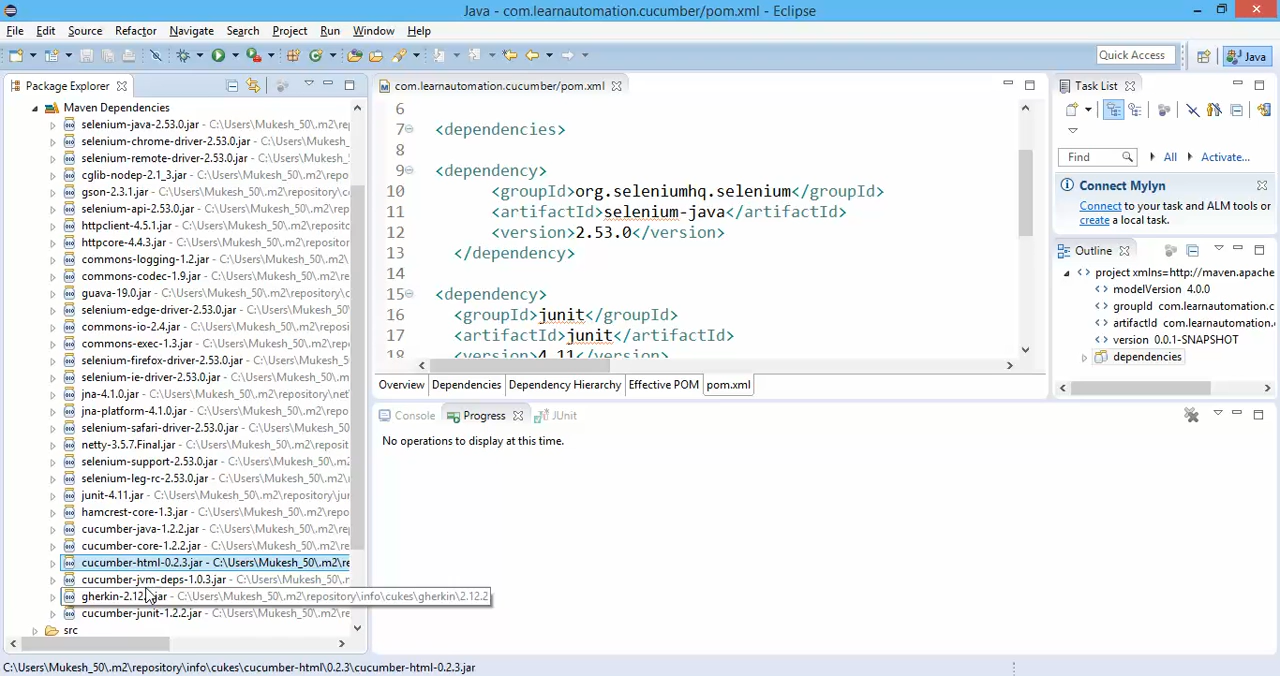 Java - com.learnautomation.cucumber/pom.xml - Eclipse
File Edit Source Refactor Navigate Search Project Run Window Help
Quick Access
Java
Package Explorer
Maven Dependencies
selenium-java-2.53.0.jar - C:\Users\Mukesh_50\.m2\rep
selenium-chrome-driver-2.53.0.jar - C:\Users\Mukesh_
selenium-remote-driver-2.53.0.jar - C:\Users\Mukesh_
cglib-nodep-2.1_3.jar - C:\Users\Mukesh_50\.m2\repo
gson-2.3.1.jar - C:\Users\Mukesh_50\.m2\repository\c
selenium-api-2.53.0.jar - C:\Users\Mukesh_50\.m2\rep
httpclient-4.5.1.jar - C:\Users\Mukesh_50\.m2\reposit
httpcore-4.4.3.jar - C:\Users\Mukesh_50\.m2\reposito
commons-logging-1.2.jar - C:\Users\Mukesh_50\.m2\
commons-codec-1.9.jar - C:\Users\Mukesh_50\.m2\re
guava-19.0.jar - C:\Users\Mukesh_50\.m2\repository\c
selenium-edge-driver-2.53.0.jar - C:\Users\Mukesh_50
commons-io-2.4.jar - C:\Users\Mukesh_50\.m2\repos
commons-exec-1.3.jar - C:\Users\Mukesh_50\.m2\rep
selenium-firefox-driver-2.53.0.jar - C:\Users\Mukesh_
selenium-ie-driver-2.53.0.jar - C:\Users\Mukesh_50\.m
jna-4.1.0.jar - C:\Users\Mukesh_50\.m2\repository\net
jna-platform-4.1.0.jar - C:\Users\Mukesh_50\.m2\repo
selenium-safari-driver-2.53.0.jar - C:\Users\Mukesh_5
netty-3.5.7.Final.jar - C:\Users\Mukesh_50\.m2\reposi
selenium-support-2.53.0.jar - C:\Users\Mukesh_50\.m
selenium-leg-rc-2.53.0.jar - C:\Users\Mukesh_50\.m2\
junit-4.11.jar - C:\Users\Mukesh_50\.m2\repository\jur
hamcrest-core-1.3.jar - C:\Users\Mukesh_50\.m2\repo
cucumber-java-1.2.2.jar - C:\Users\Mukesh_50\.m2\re
cucumber-core-1.2.2.jar - C:\Users\Mukesh_50\.m2\re
cucumber-html-0.2.3.jar - C:\Users\Mukesh_50\.m2\re
cucumber-jvm-deps-1.0.3.jar - C:\Users\Mukesh_50\.
gherkin-2.12.2.jar - C:\Users\Mukesh_50\.m2\repository\info\cukes\gherkin\2.12.2
cucumber-junit-1.2.2.jar - C:\Users\Mukesh_50\.m2\re
src
com.learnautomation.cucumber/pom.xml
6
7 <dependencies>
8
9 <dependency>
10 <groupId>org.seleniumhq.selenium</groupId>
11 <artifactId>selenium-java</artifactId>
12 <version>2.53.0</version>
13 </dependency>
14
15 <dependency>
16 <groupId>junit</groupId>
17 <artifactId>junit</artifactId>
18 <version>4.11</version>
Overview Dependencies Dependency Hierarchy Effective POM pom.xml
Console Progress JUnit
No operations to display at this time.
Task List
Find All Activate...
Connect Mylyn
Connect to your task and ALM tools or
create a local task.
Outline
project xmlns=http://maven.apache
modelVersion 4.0.0
groupId com.learnautomation.c
artifactId com.learnautomation.
version 0.0.1-SNAPSHOT
dependencies
C:\Users\Mukesh_50\.m2\repository\info\cukes\cucumber-html\0.2.3\cucumber-html-0.2.3.jar